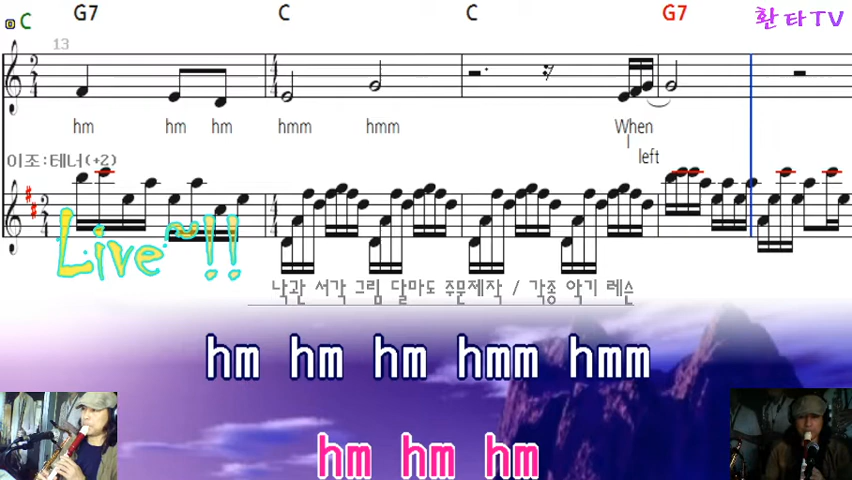 C G7 C C G7 환타TV
13
hm hm hm hmm hmm When
I
left
이조:테너(+2)
Live~!!
낙관 서각 그림 달마도 주문제작 / 각종 악기 레슨
hm hm hm hmm hmm
hm hm hm